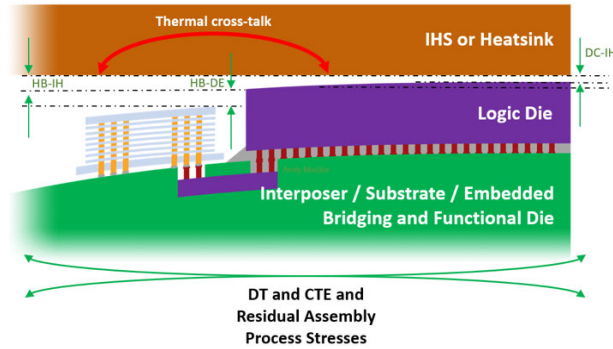 Thermal cross-talk
IHS or Heatsink
DC-IH
HB-IH
HB-DE
Logic Die
Interposer / Substrate / Embedded
Bridging and Functional Die
DT and CTE and
Residual Assembly
Process Stresses